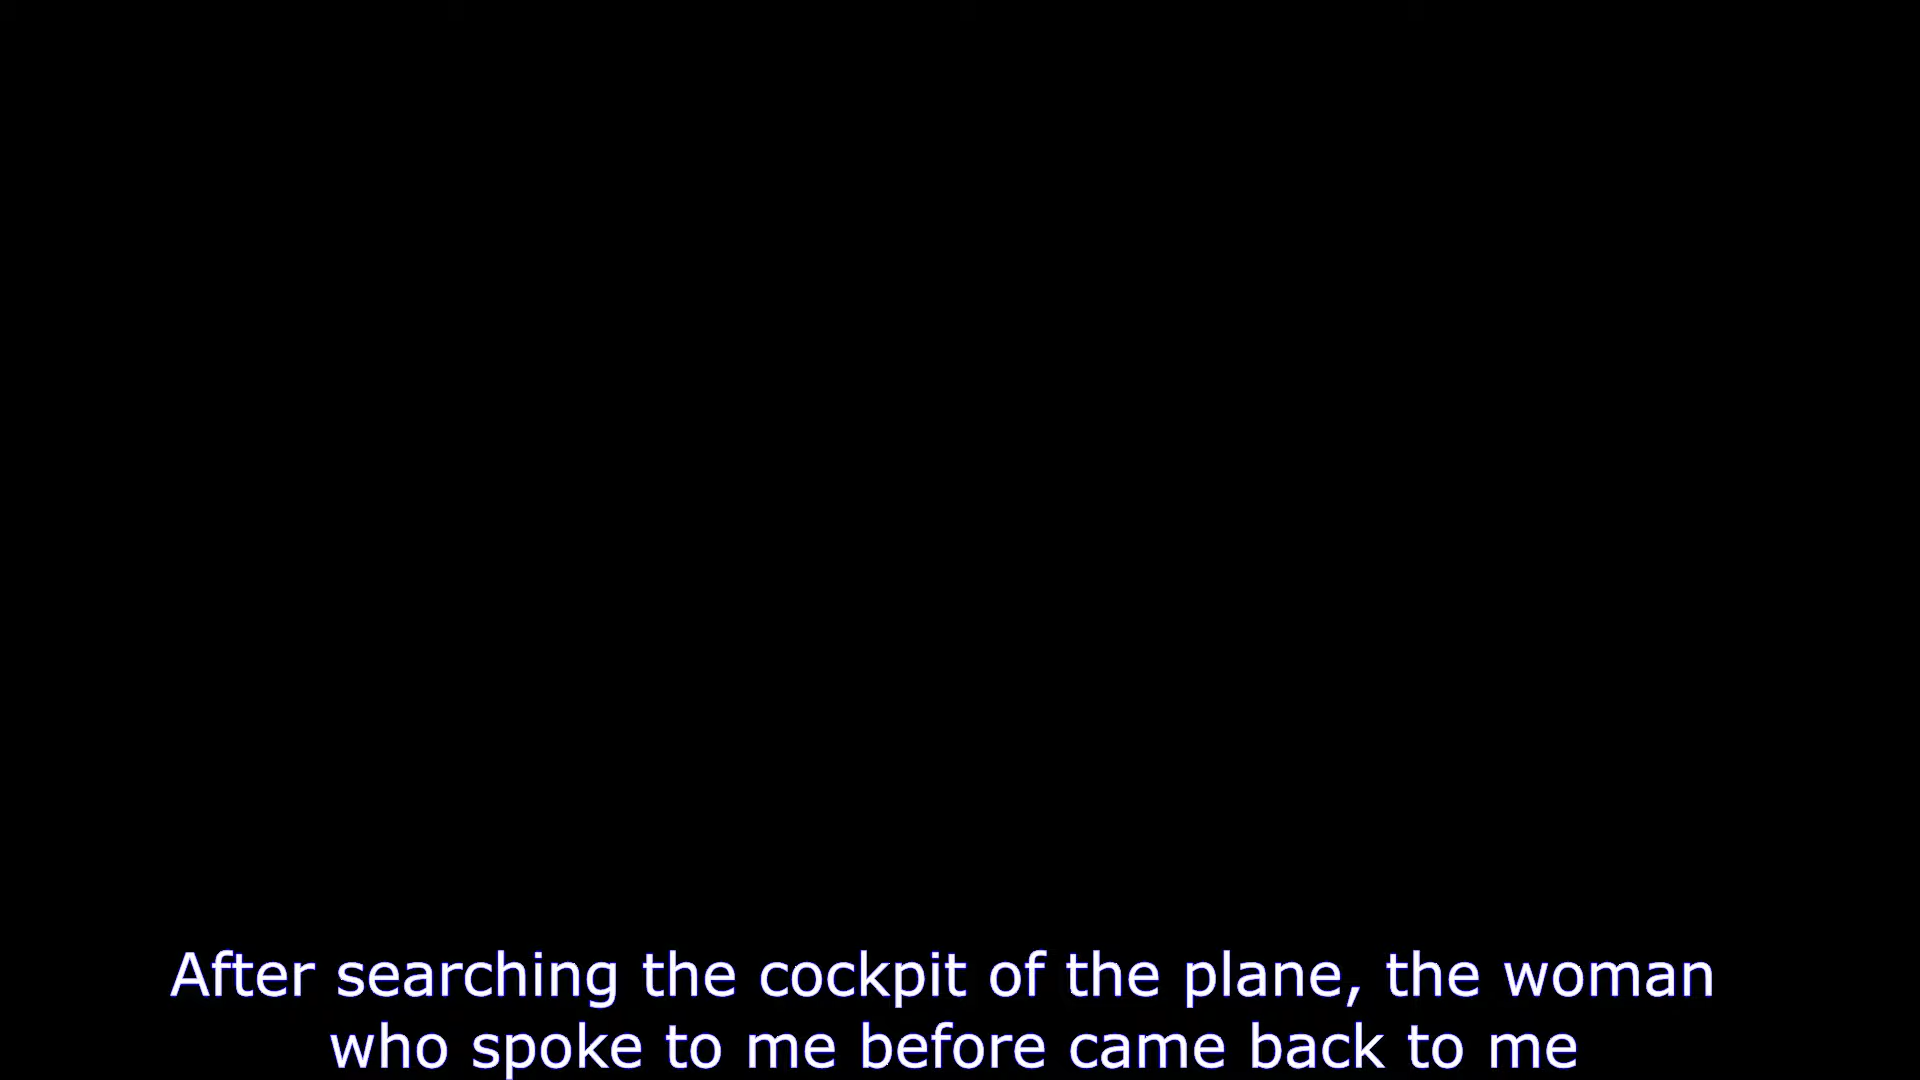 After searching the cockpit of the plane, the woman
who spoke to me before came back to me